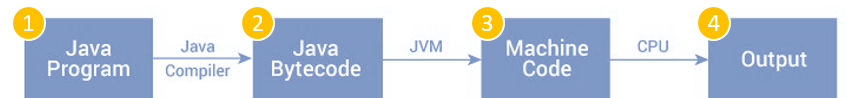 1
Java
Program
Java
Compiler
2
Java
Bytecode
JVM
3
Machine
Code
CPU
4
Output